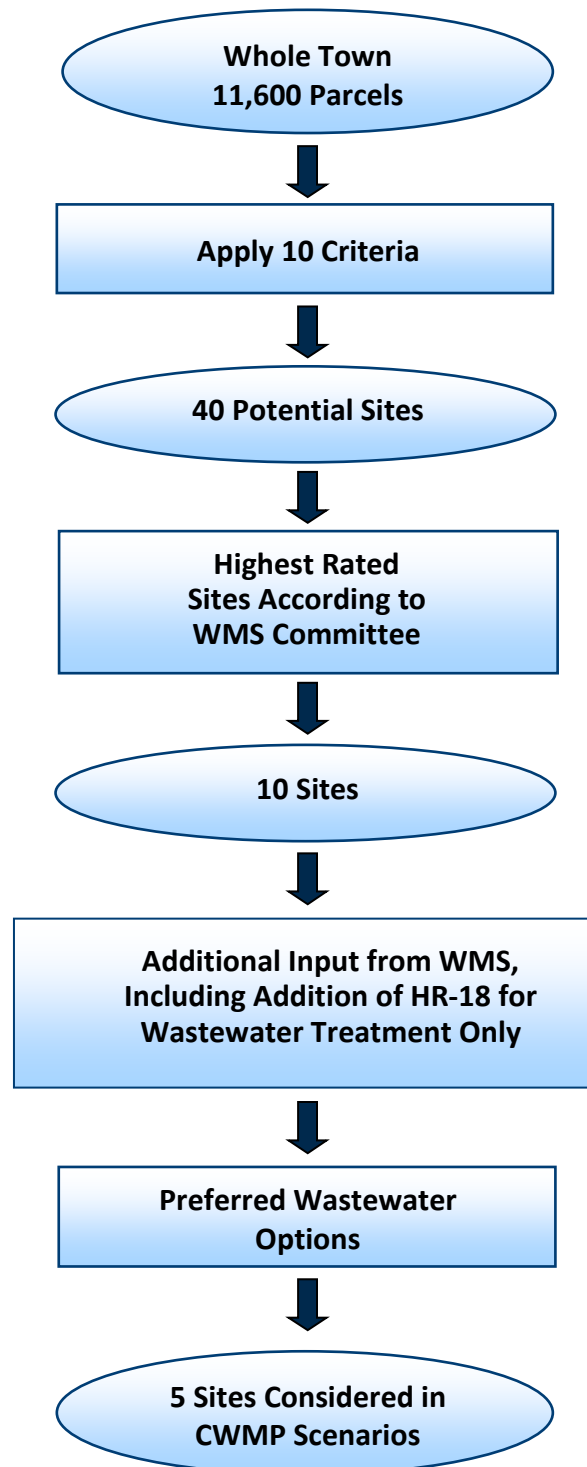 Whole Town
11,600 Parcels
Apply 10 Criteria
40 Potential Sites
Highest Rated
Sites According to
WMS Committee
10 Sites
Additional Input from WMS,
Including Addition of HR-18 for
Wastewater Treatment Only
Preferred Wastewater
Options
5 Sites Considered in
CWMP Scenarios